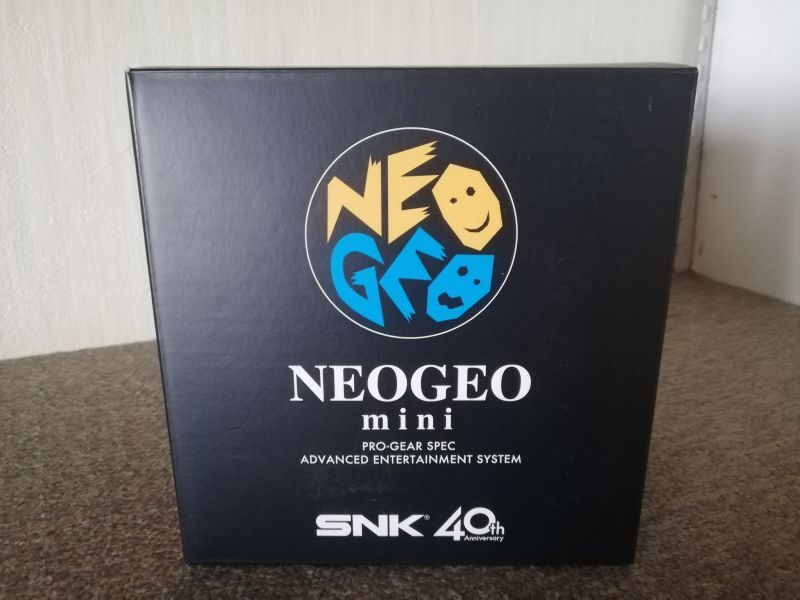 NEO
GEO
NEOGEO
mini
PRO-GEAR SPEC
ADVANCED ENTERTAINMENT SYSTEM
SNK® 40th
Anniversary